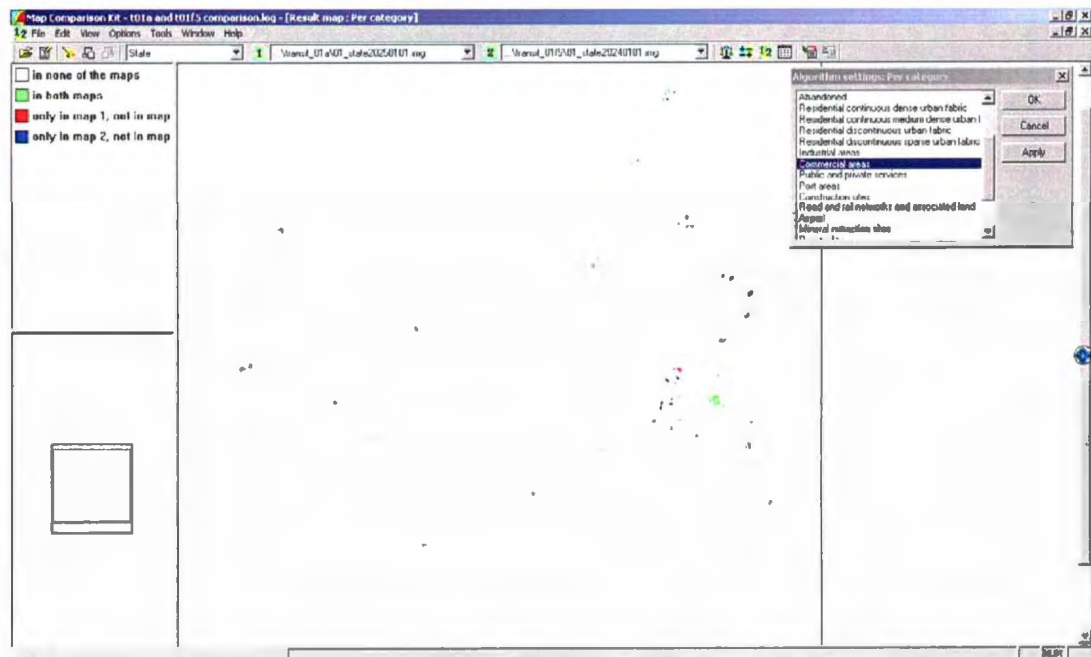 Map Comparison Kit - t01a and t01f5 comparison.log - [Result map : Per category]
File Edit View Options Tools Window Help
State 1 2
in none of the maps
in both maps
only in map 1, not in map
only in map 2, not in map
Algorithm settings: Per category
Abandoned
Residential continuous dense urban fabric
Residential continuous medium dense urban f
Residential discontinuous urban fabric
Residential discontinuous sparse urban fabric
Industrial areas
Commercial areas
Public and private services
Port areas
Construction sites
Road and rail networks and associated land
Airport
Mineral extraction sites
OK
Cancel
Apply
NUM